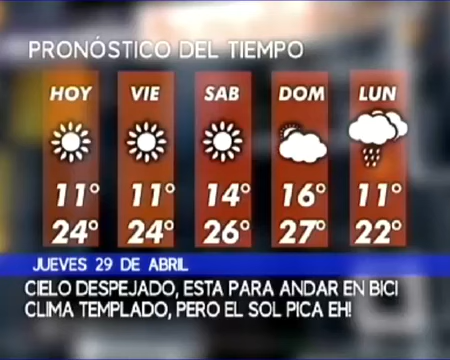 PRONÓSTICO DEL TIEMPO
HOY VIE SAB DOM LUN
11° 11° 14° 16° 11°
24° 24° 26° 27° 22°
JUEVES 29 DE ABRIL
CIELO DESPEJADO, ESTA PARA ANDAR EN BICI
CLIMA TEMPLADO, PERO EL SOL PICA EH!